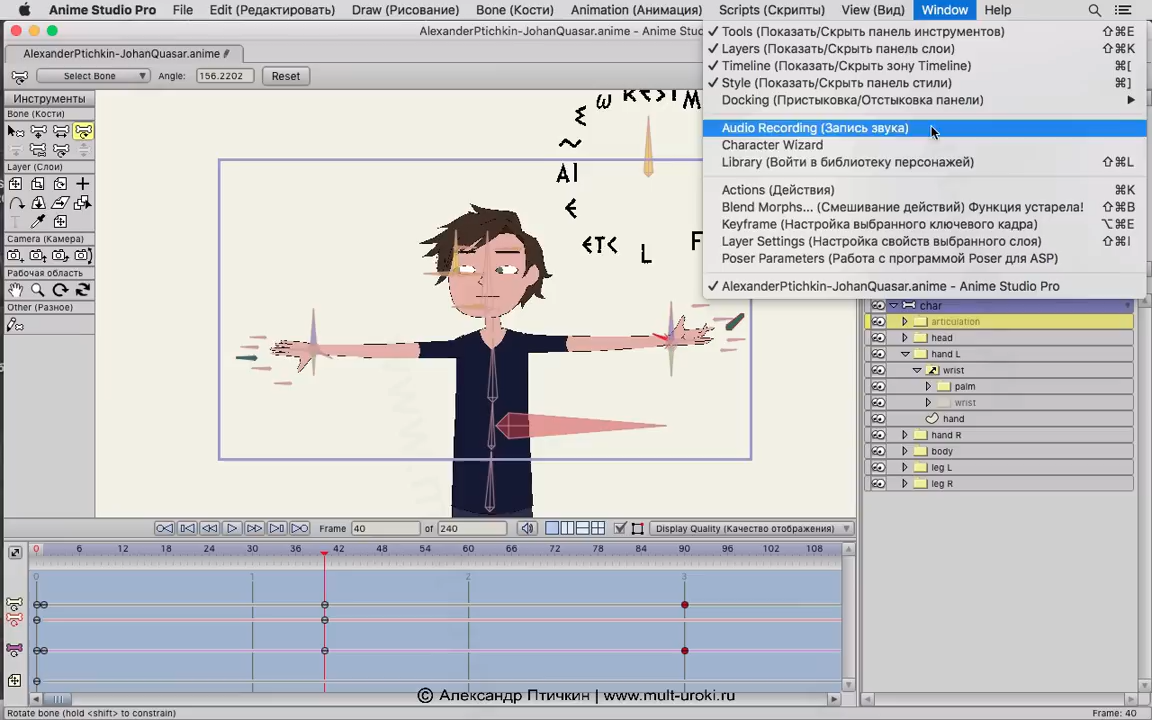 Anime Studio Pro File Edit (Редактировать) Bone (Кости) Animation (Анимация) Scripts (Скрипты) View (Вид) Window Help
AlexanderPtichkin-JohanQuasar.anime - Anime Stu
AlexanderPtichkin-JohanQuasar.anime
Select Bone Angle: 156.2202 Reset
Инструменты
Bone (Кости)
Layer (Слои)
Camera (Камера)
Рабочая область
Other (Разное)
Tools (Показать/Скрыть панель инструментов) ⇧⌘E
Layers (Показать/Скрыть панель слои) ⇧⌘K
Timeline (Показать/Скрыть зону Timeline) ⌘[
Style (Показать/Скрыть панель стили) ⌘]
Docking (Пристыковка/Отстыковка панели)
Audio Recording (Запись звука)
Character Wizard
Library (Войти в библиотеку персонажей) ⇧⌘L
Actions (Действия) ⌘K
Blend Morphs... (Смешивание действий) Функция устарела! ⇧⌘B
Keyframe (Настройка выбранного ключевого кадра) ⌥⌘E
Layer Settings (Настройка свойств выбранного слоя) ⇧⌘I
Poser Parameters (Работа с программой Poser для ASP)
AlexanderPtichkin-JohanQuasar.anime - Anime Studio Pro
ω REST M
ε
~
AI
ε
ETC L F
char
articulation
head
hand L
wrist
palm
wrist
hand
hand R
body
leg L
leg R
Frame 40 of 240 Display Quality (Качество отображения)
0 6 12 18 24 30 36 42 48 54 60 66 72 78 84 90 96 102 108
0 1 2 3
© Александр Птичкин | www.mult-uroki.ru
Rotate bone (hold <shift> to constrain) Frame: 40